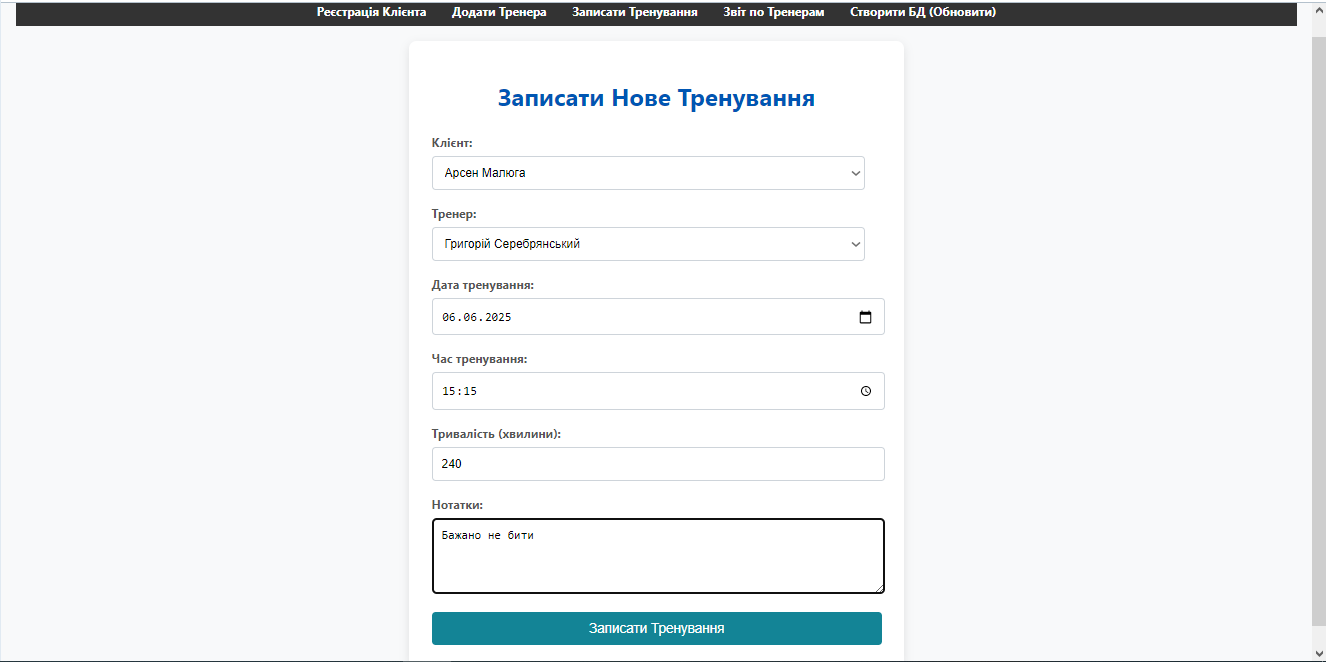 Реєстрація Клієнта Додати Тренера Записати Тренування Звіт по Тренерам Створити БД (Обновити)
Записати Нове Тренування
Клієнт:
Арсен Малюга
Тренер:
Григорій Серебрянський
Дата тренування:
06.06.2025
Час тренування:
15:15
Тривалість (хвилини):
240
Нотатки:
Бажано не бити
Записати Тренування